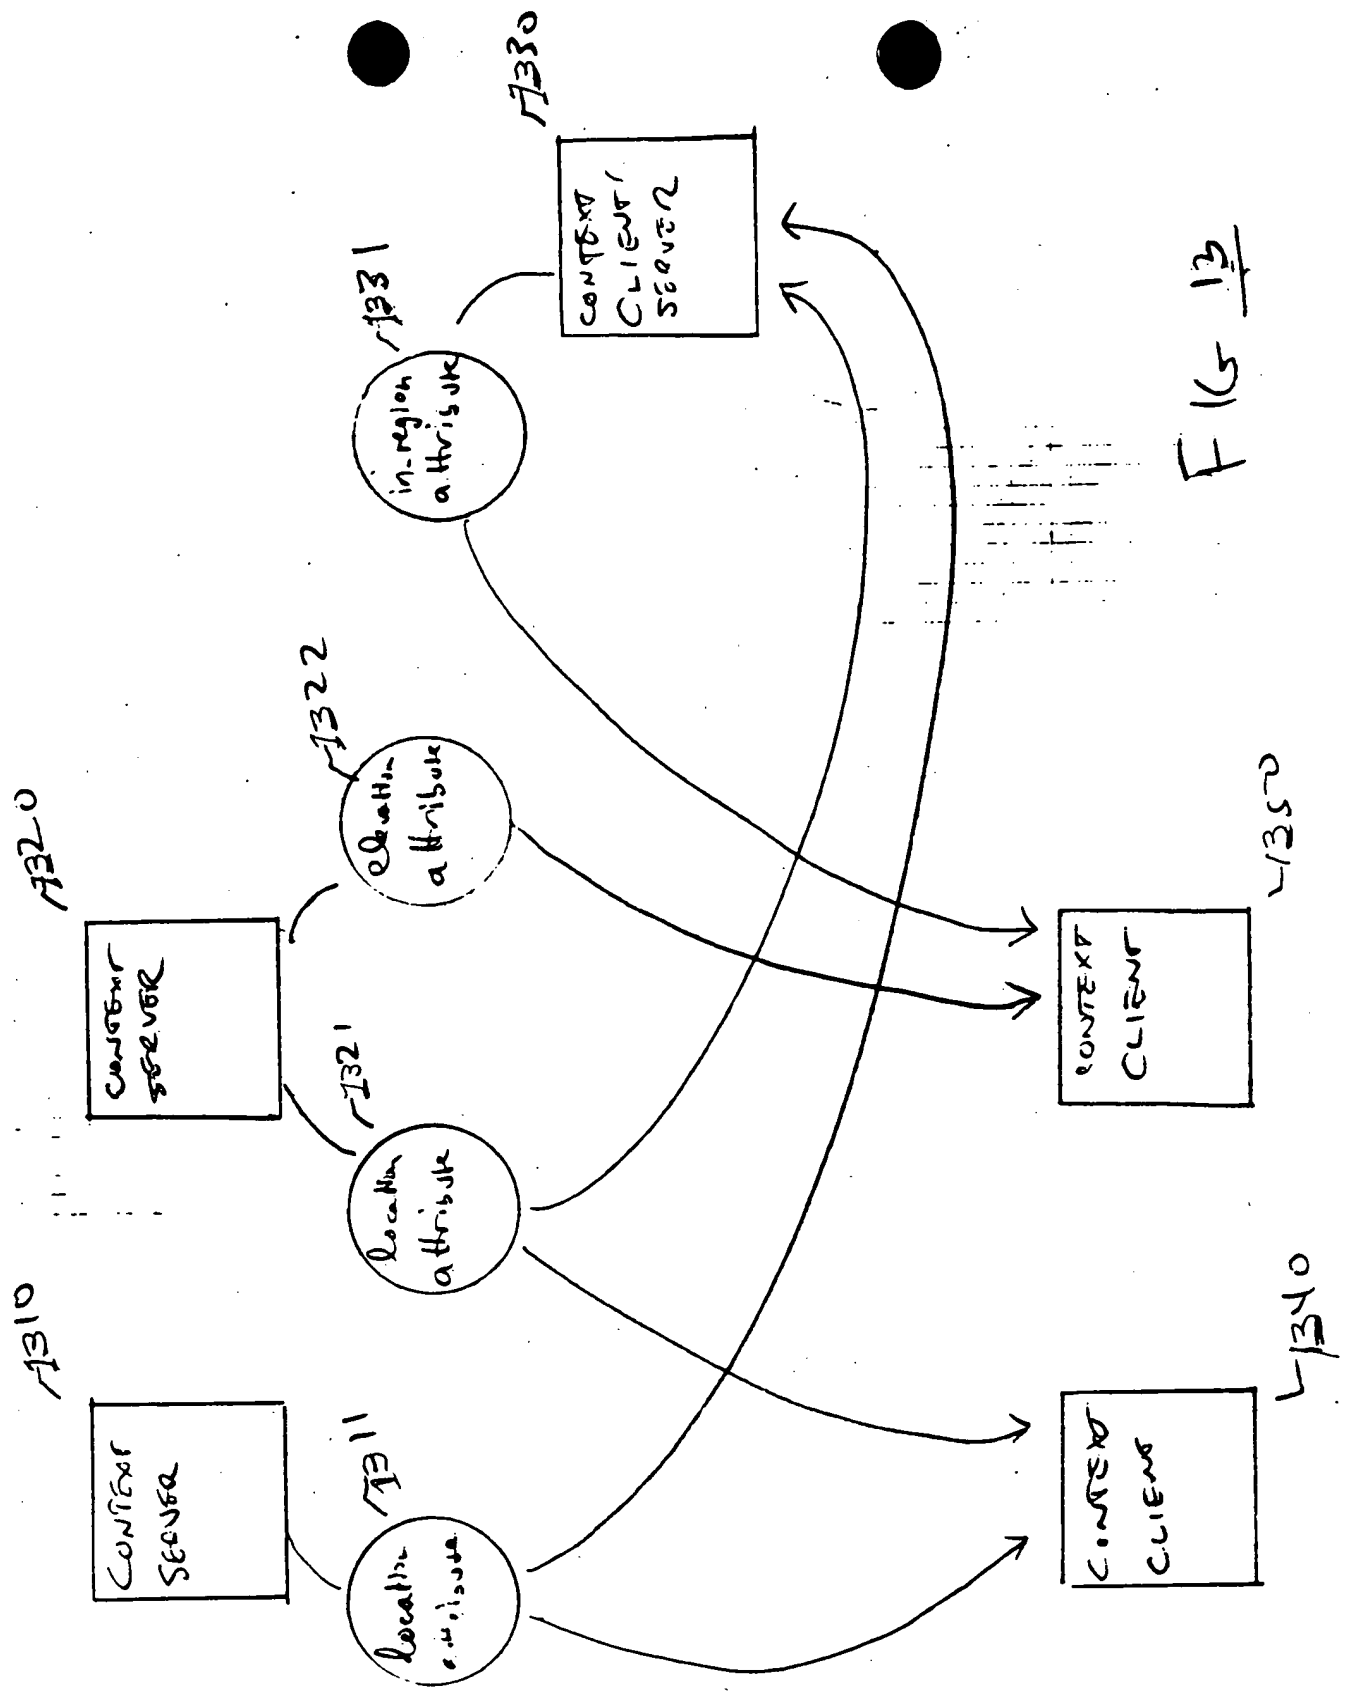 1310
CONTEXT
SERVER
1320
CONTEXT
SERVER
1311
location
attribute
1321
location
attribute
1322
elevation
attribute
1331
in-region
attribute
1330
CONTEXT
CLIENT/
SERVER
CONTEXT
CLIENT
1340
CONTEXT
CLIENT
1350
FIG 13